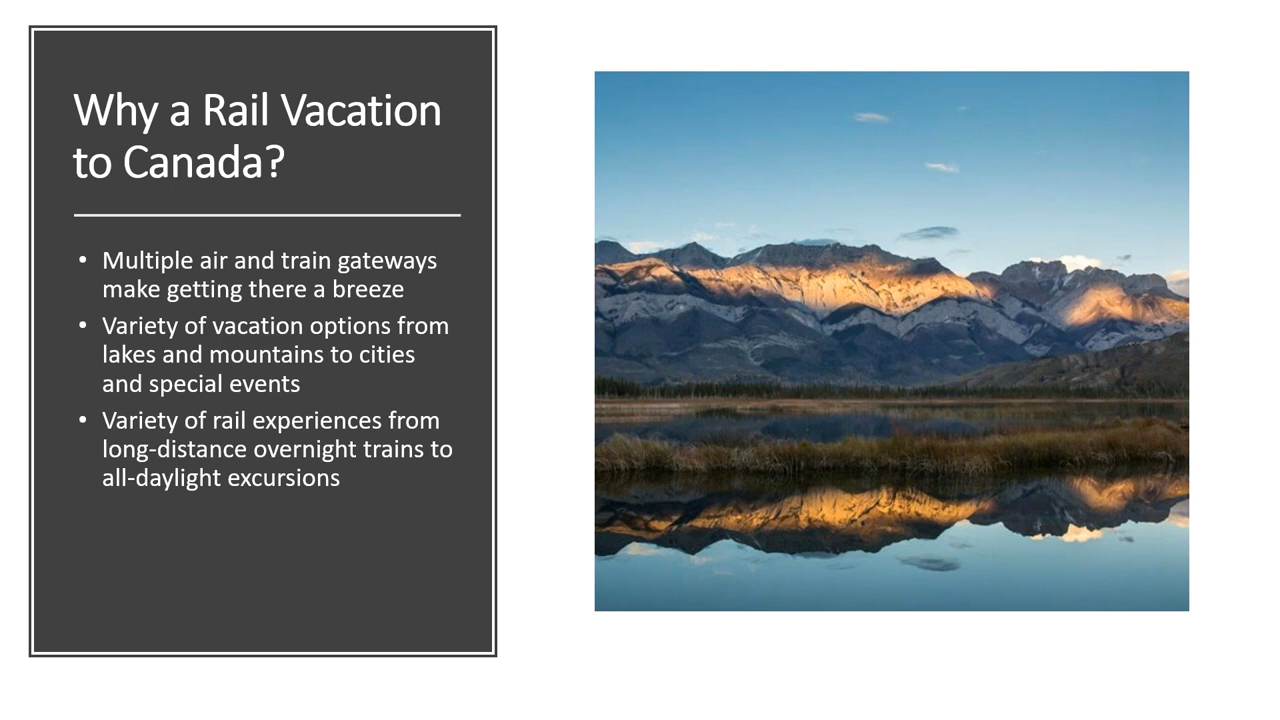 Why a Rail Vacation
to Canada?
• Multiple air and train gateways
make getting there a breeze
• Variety of vacation options from
lakes and mountains to cities
and special events
• Variety of rail experiences from
long-distance overnight trains to
all-daylight excursions